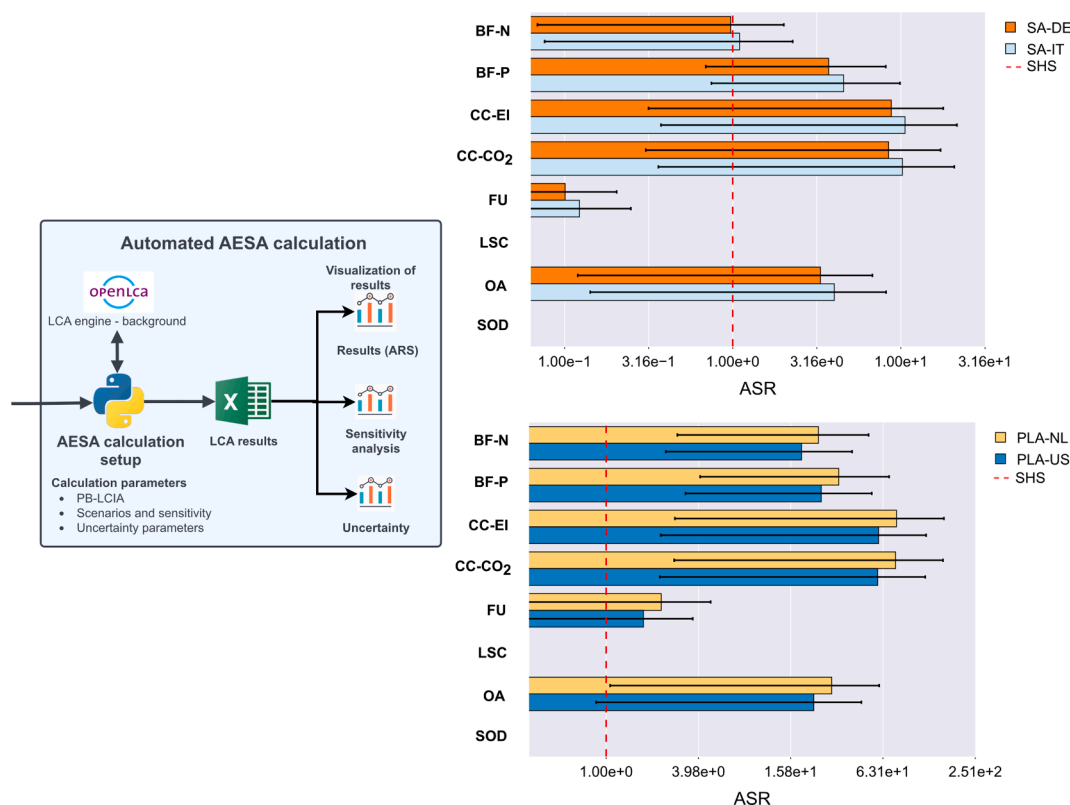 Automated AESA calculation
openLca
LCA engine - background
AESA calculation
setup
Calculation parameters
• PB-LCIA
• Scenarios and sensitivity
• Uncertainty parameters
X
LCA results
Visualization of
results
Results (ARS)
Sensitivity
analysis
Uncertainty
BF-N
BF-P
CC-EI
CC-CO₂
FU
LSC
OA
SOD
1.00e−1
3.16e−1
1.00e+0
3.16e+0
1.00e+1
3.16e+1
ASR
SA-DE
SA-IT
SHS
BF-N
BF-P
CC-EI
CC-CO₂
FU
LSC
OA
SOD
1.00e+0
3.98e+0
1.58e+1
6.31e+1
2.51e+2
ASR
PLA-NL
PLA-US
SHS